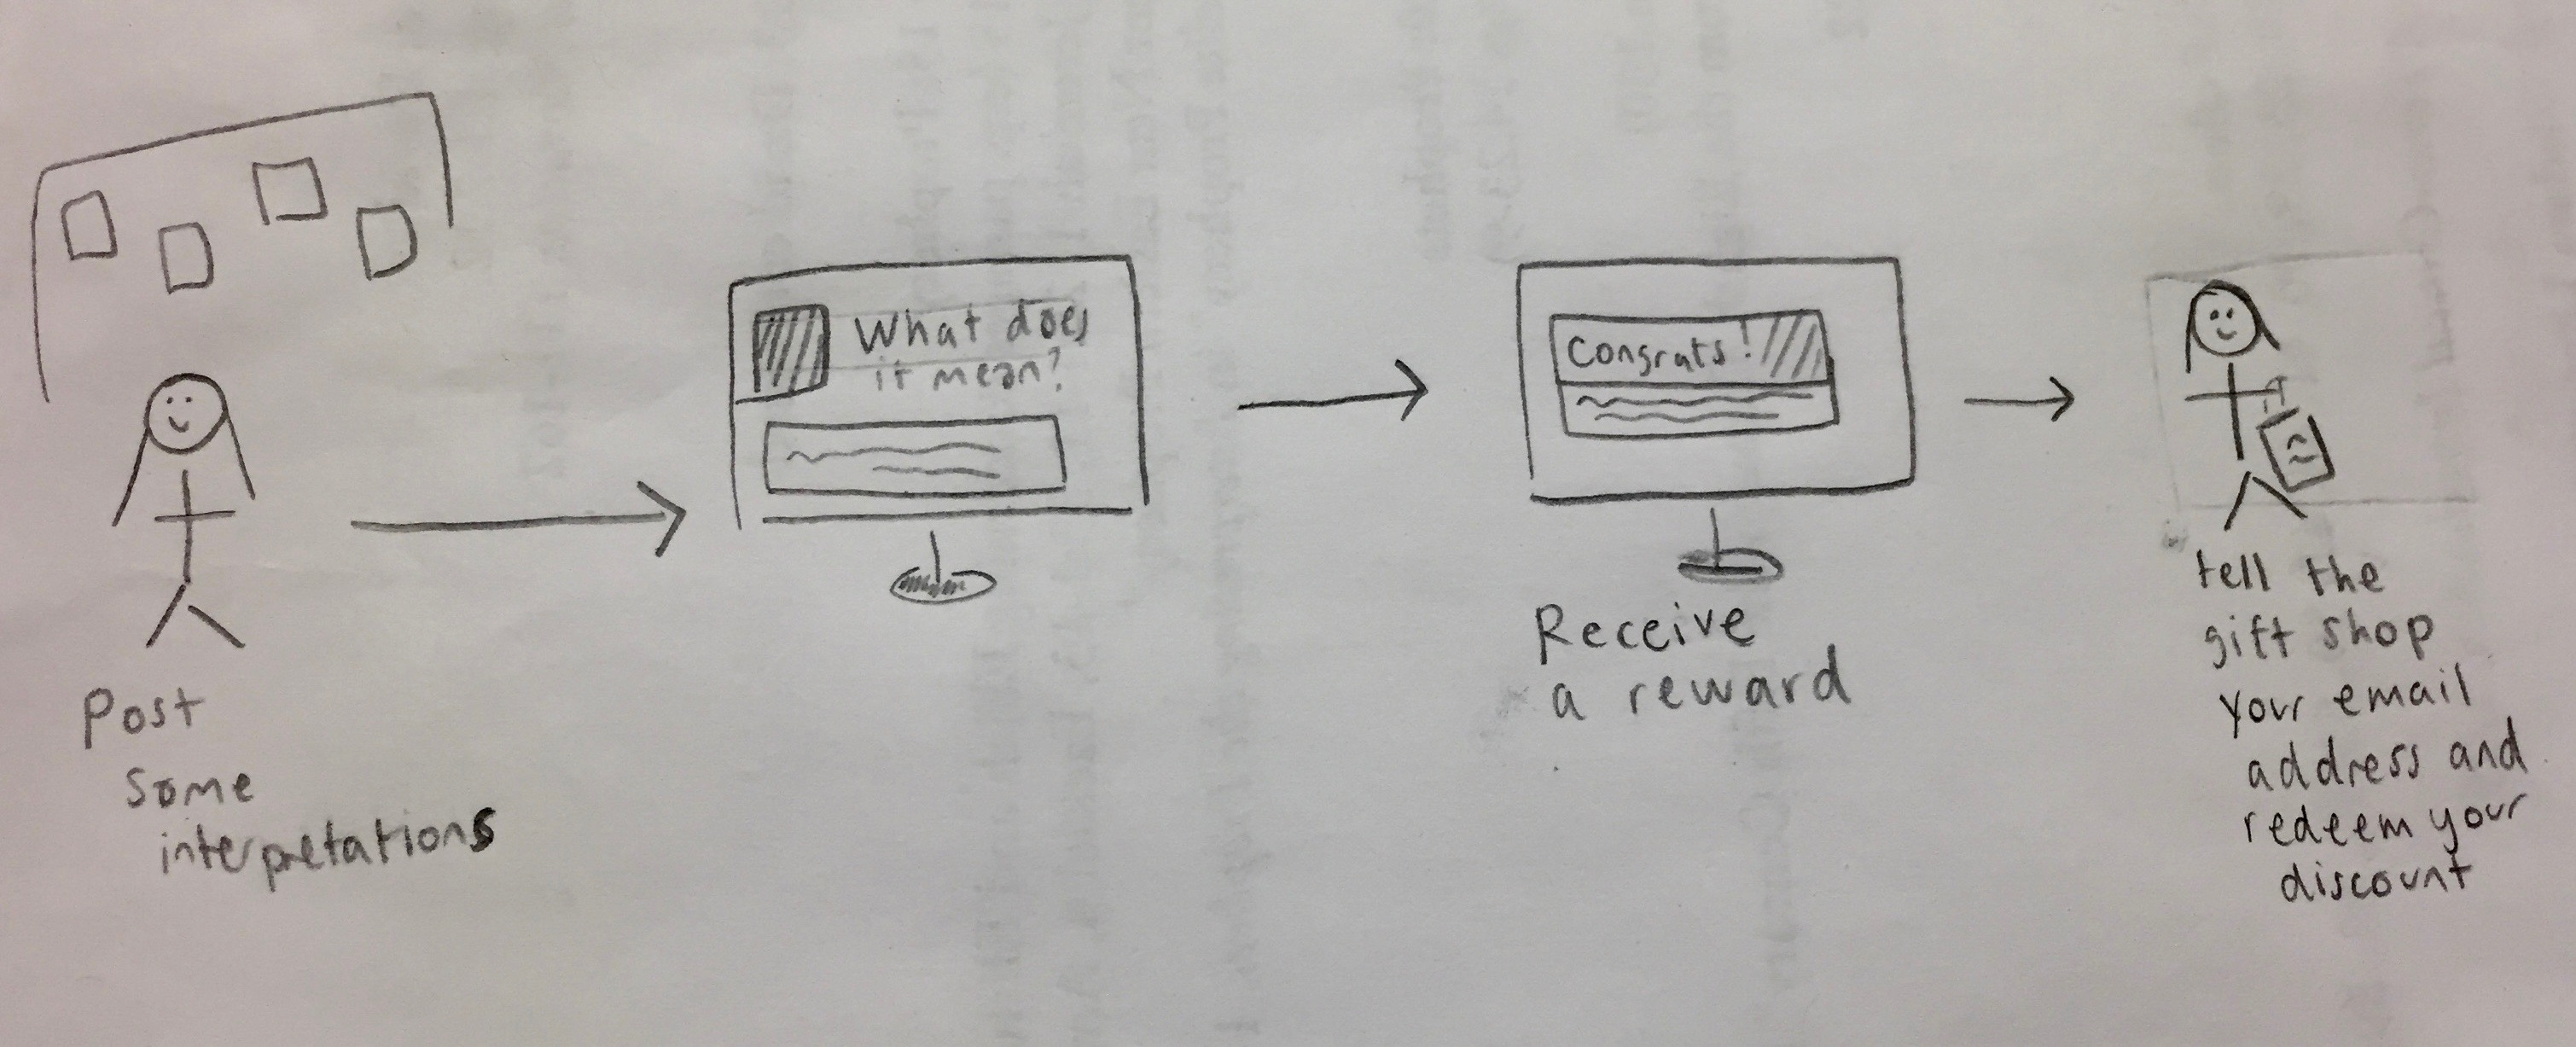 Post
some
interpretations
What does
it mean?
Congrats!
Receive
a reward
tell the
gift shop
your email
address and
redeem your
discount